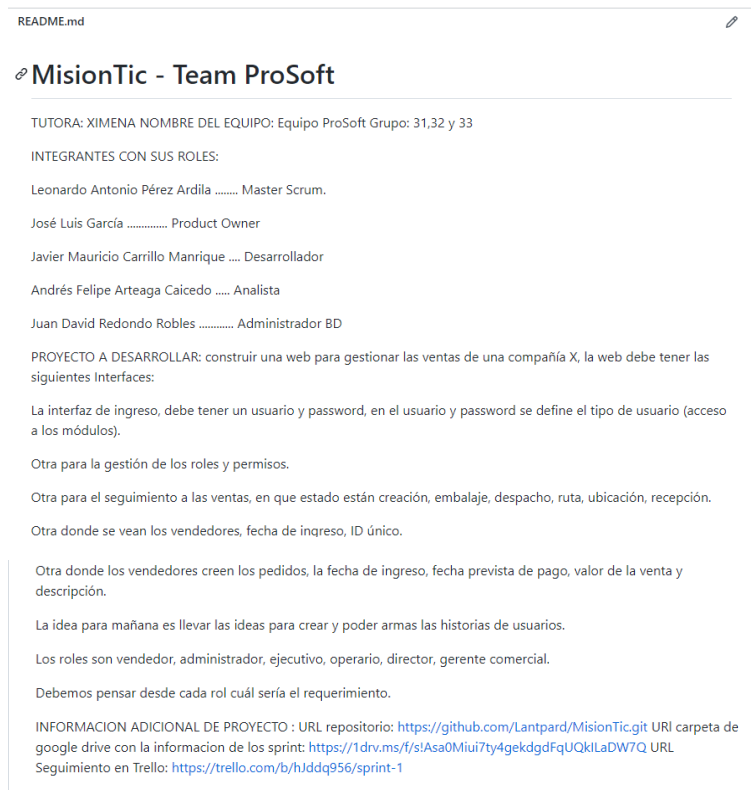 README.md
MisionTic - Team ProSoft
TUTORA: XIMENA NOMBRE DEL EQUIPO: Equipo ProSoft Grupo: 31,32 y 33
INTEGRANTES CON SUS ROLES:
Leonardo Antonio Pérez Ardila ........ Master Scrum.
José Luis García .............. Product Owner
Javier Mauricio Carrillo Manrique .... Desarrollador
Andrés Felipe Arteaga Caicedo ..... Analista
Juan David Redondo Robles ............ Administrador BD
PROYECTO A DESARROLLAR: construir una web para gestionar las ventas de una compañía X, la web debe tener las
siguientes Interfaces:
La interfaz de ingreso, debe tener un usuario y password, en el usuario y password se define el tipo de usuario (acceso
a los módulos).
Otra para la gestión de los roles y permisos.
Otra para el seguimiento a las ventas, en que estado están creación, embalaje, despacho, ruta, ubicación, recepción.
Otra donde se vean los vendedores, fecha de ingreso, ID único.
Otra donde los vendedores creen los pedidos, la fecha de ingreso, fecha prevista de pago, valor de la venta y
descripción.
La idea para mañana es llevar las ideas para crear y poder armas las historias de usuarios.
Los roles son vendedor, administrador, ejecutivo, operario, director, gerente comercial.
Debemos pensar desde cada rol cuál sería el requerimiento.
INFORMACION ADICIONAL DE PROYECTO : URL repositorio: https://github.com/Lantpard/MisionTic.git URl carpeta de
google drive con la informacion de los sprint: https://1drv.ms/f/s!Asa0Miui7ty4gekdgdFqUQkILaDW7Q URL
Seguimiento en Trello: https://trello.com/b/hJddq956/sprint-1